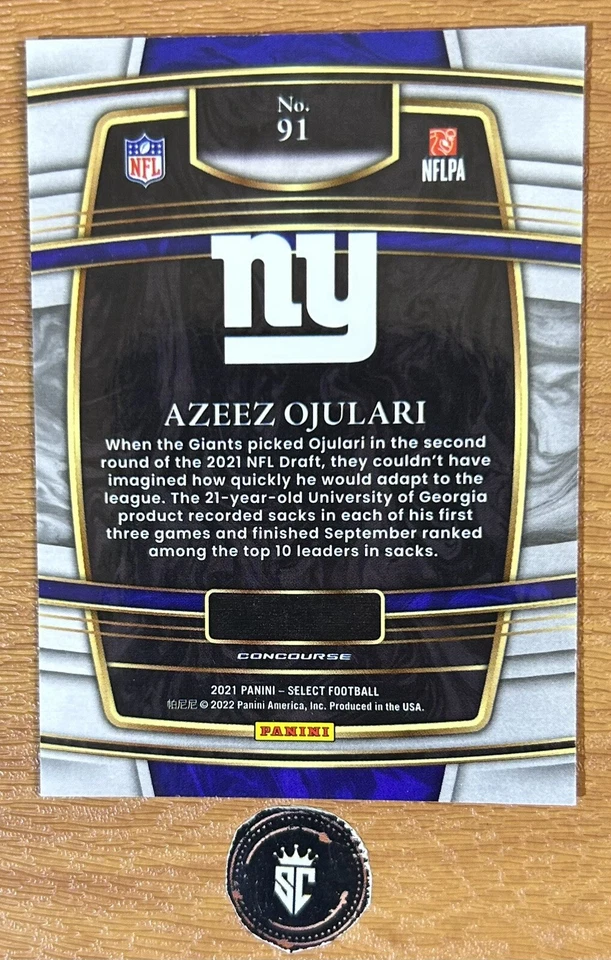 No.
91
NFL
NFLPA
ny
AZEEZ OJULARI
When the Giants picked Ojulari in the second
round of the 2021 NFL Draft, they couldn't have
imagined how quickly he would adapt to the
league. The 21-year-old University of Georgia
product recorded sacks in each of his first
three games and finished September ranked
among the top 10 leaders in sacks.
CONCOURSE
2021 PANINI – SELECT FOOTBALL
帕尼尼 © 2022 Panini America, Inc. Produced in the USA.
PANINI
SC